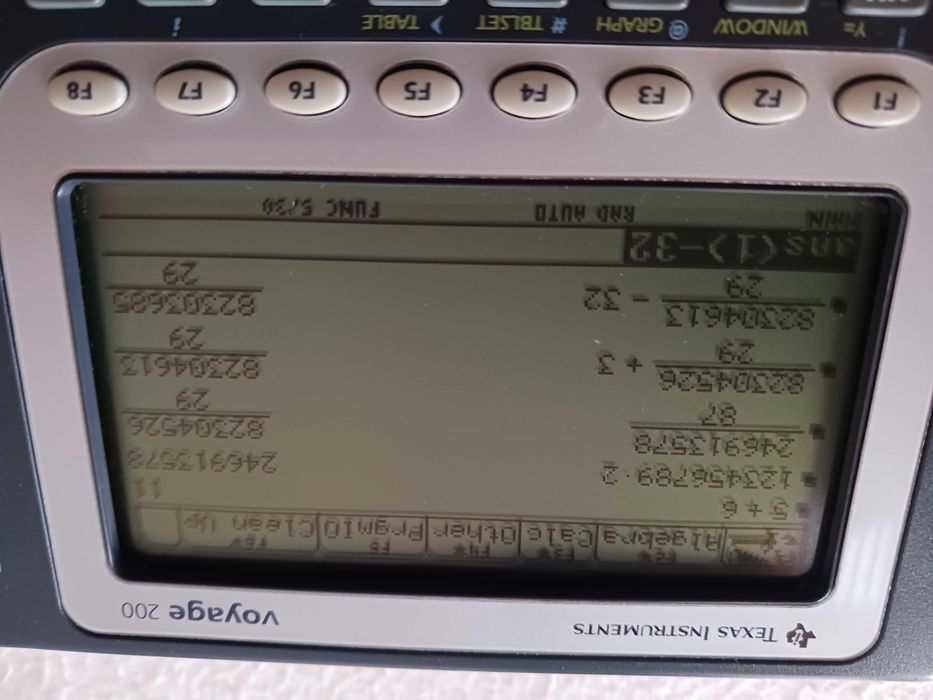 TEXAS INSTRUMENTS voyage 200
F2▾ F3▾ F4▾ F5 F6▾
Algebra Calc Other PrgmIO Clean Up
5 + 6 11
123456789·2 246913578
246913578 82304526
87 29
82304526 + 3 82304613
29 29
82304613 - 32 82303685
29 29
ans(1)-32
MAIN RAD AUTO FUNC 5/30
F1 F2 F3 F4 F5 F6 F7 F8
Y= WINDOW @ GRAPH # TBLSET TABLE i